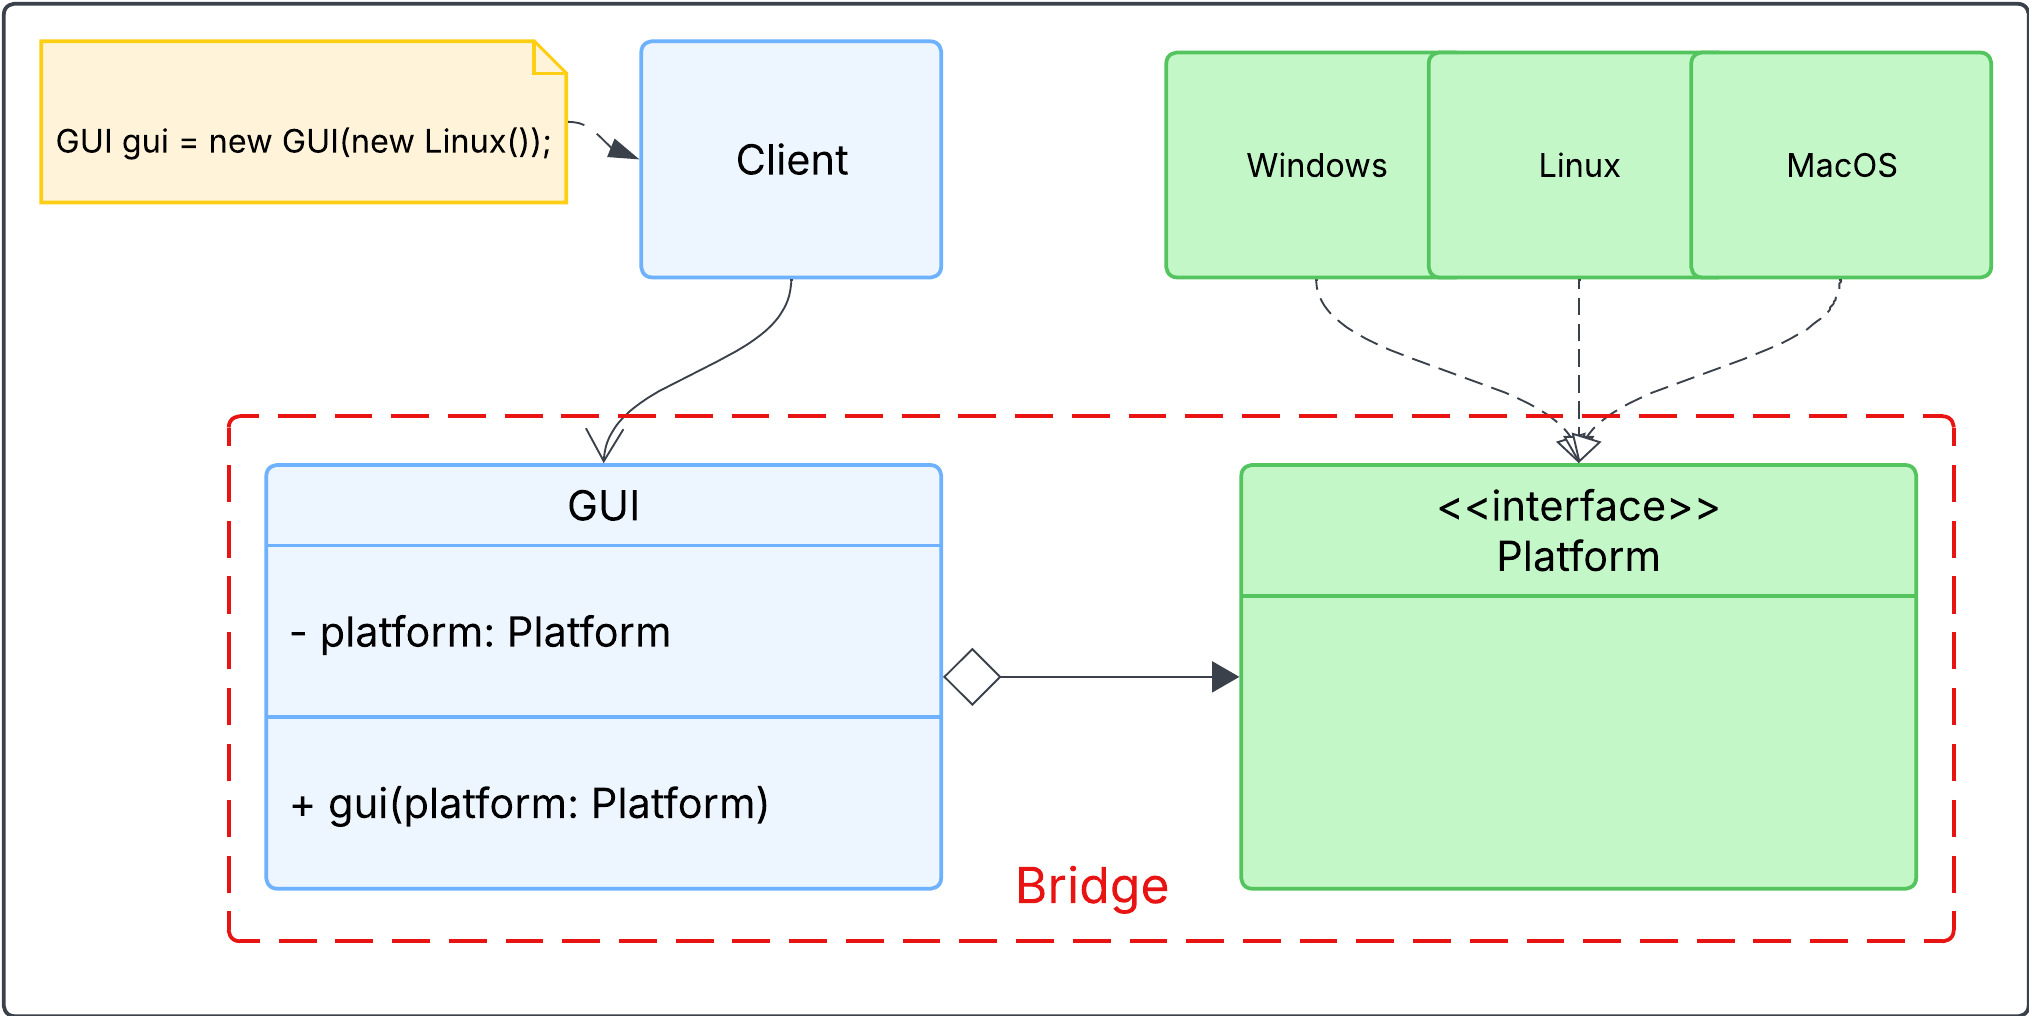 GUI gui = new GUI(new Linux());
Client
Windows
Linux
MacOS
GUI
- platform: Platform
+ gui(platform: Platform)
<<interface>>
Platform
Bridge